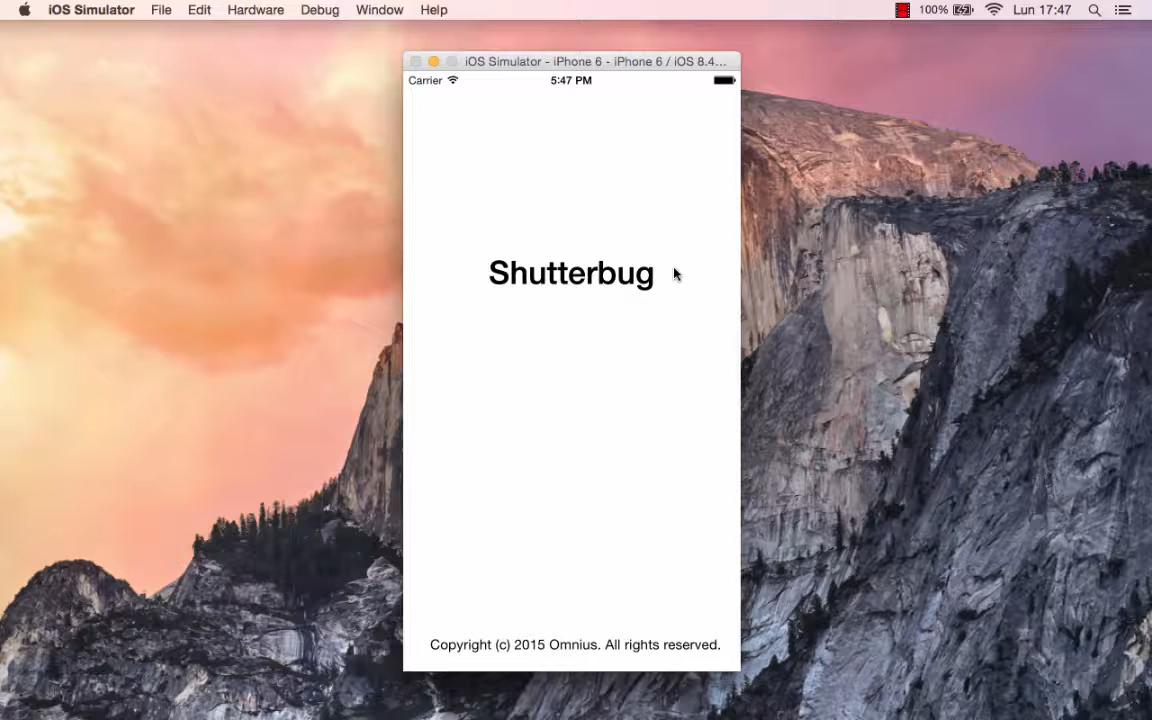 iOS Simulator File Edit Hardware Debug Window Help 100% Lun 17:47
iOS Simulator - iPhone 6 - iPhone 6 / iOS 8.4...
Carrier 5:47 PM
Shutterbug
Copyright (c) 2015 Omnius. All rights reserved.